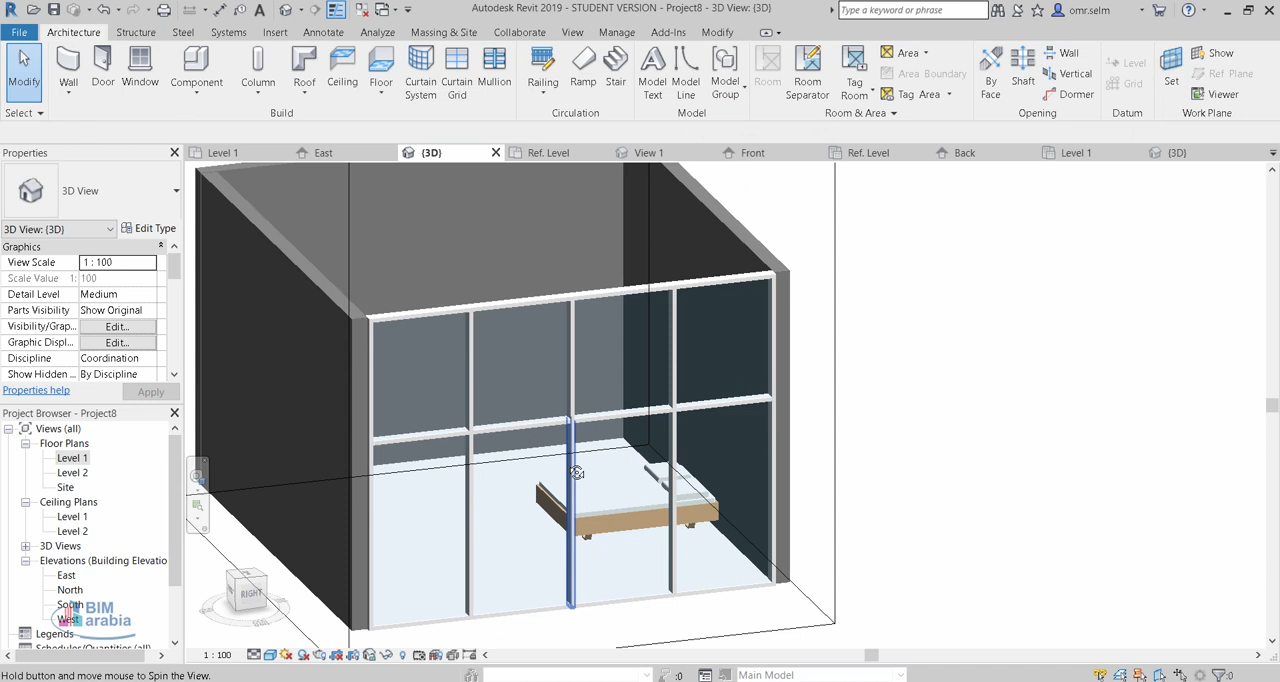 Autodesk Revit 2019 - STUDENT VERSION - Project8 - 3D View: {3D}
Type a keyword or phrase
omr.selm
File Architecture Structure Steel Systems Insert Annotate Analyze Massing & Site Collaborate View Manage Add-Ins Modify
Modify Wall Door Window Component Column Roof Ceiling Floor Curtain System Curtain Grid Mullion Railing Ramp Stair Model Text Model Line Model Group Room Room Separator Tag Room Area Area Boundary Tag Area By Face Shaft Wall Vertical Dormer Level Grid Set Show Ref Plane Viewer
Select Build Circulation Model Room & Area Opening Datum Work Plane
Properties
Level 1 East {3D} Ref. Level View 1 Front Ref. Level Back Level 1 {3D}
3D View
3D View: {3D} Edit Type
Graphics
View Scale 1 : 100
Scale Value 1: 100
Detail Level Medium
Parts Visibility Show Original
Visibility/Grap... Edit...
Graphic Displ... Edit...
Discipline Coordination
Show Hidden ... By Discipline
Properties help Apply
Project Browser - Project8
Views (all)
Floor Plans
Level 1
Level 2
Site
Ceiling Plans
Level 1
Level 2
3D Views
Elevations (Building Elevatio
East
North
South
West
BIM
arabia
Legends
Schedules/Quantities (all)
RIGHT
1 : 100
Hold button and move mouse to Spin the View.
:0
Main Model
:0